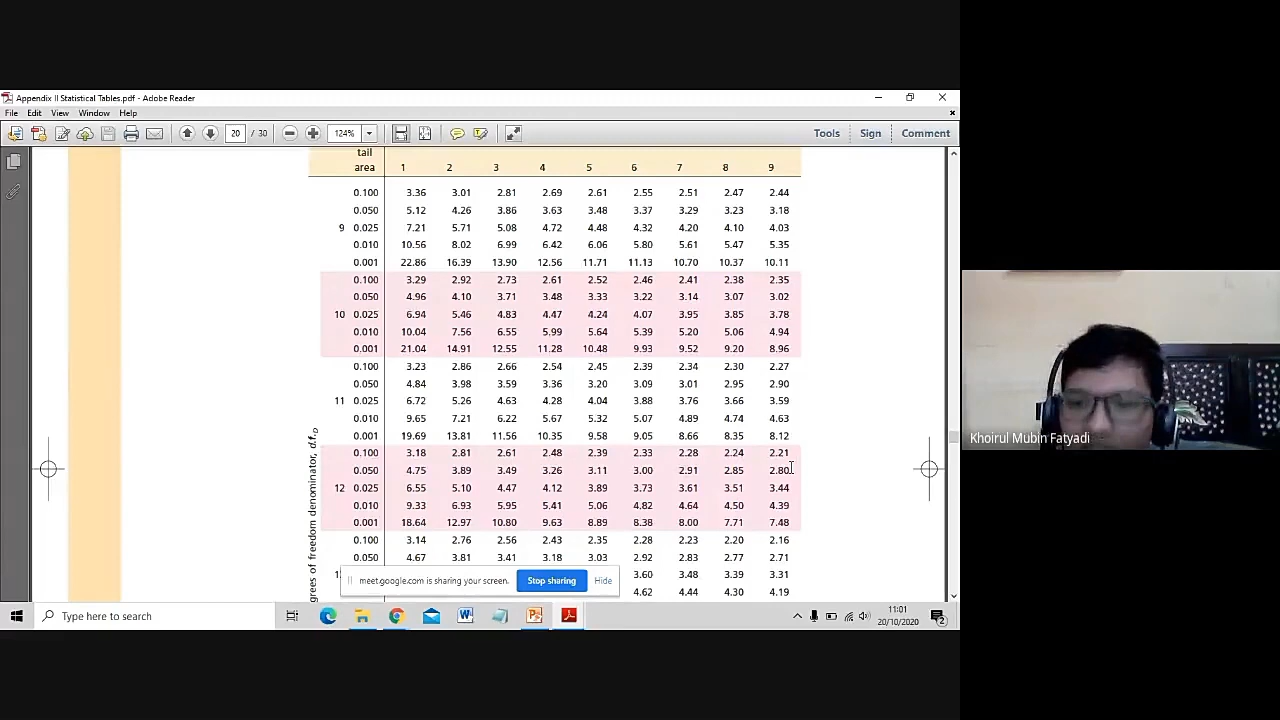 Appendix II Statistical Tables.pdf - Adobe Reader
File Edit View Window Help
20 / 30 124% Tools Sign Comment
tail
area 1 2 3 4 5 6 7 8 9
0.100 3.36 3.01 2.81 2.69 2.61 2.55 2.51 2.47 2.44
0.050 5.12 4.26 3.86 3.63 3.48 3.37 3.29 3.23 3.18
9 0.025 7.21 5.71 5.08 4.72 4.48 4.32 4.20 4.10 4.03
0.010 10.56 8.02 6.99 6.42 6.06 5.80 5.61 5.47 5.35
0.001 22.86 16.39 13.90 12.56 11.71 11.13 10.70 10.37 10.11
0.100 3.29 2.92 2.73 2.61 2.52 2.46 2.41 2.38 2.35
0.050 4.96 4.10 3.71 3.48 3.33 3.22 3.14 3.07 3.02
10 0.025 6.94 5.46 4.83 4.47 4.24 4.07 3.95 3.85 3.78
0.010 10.04 7.56 6.55 5.99 5.64 5.39 5.20 5.06 4.94
0.001 21.04 14.91 12.55 11.28 10.48 9.93 9.52 9.20 8.96
0.100 3.23 2.86 2.66 2.54 2.45 2.39 2.34 2.30 2.27
0.050 4.84 3.98 3.59 3.36 3.20 3.09 3.01 2.95 2.90
11 0.025 6.72 5.26 4.63 4.28 4.04 3.88 3.76 3.66 3.59
0.010 9.65 7.21 6.22 5.67 5.32 5.07 4.89 4.74 4.63
0.001 19.69 13.81 11.56 10.35 9.58 9.05 8.66 8.35 8.12
0.100 3.18 2.81 2.61 2.48 2.39 2.33 2.28 2.24 2.21
0.050 4.75 3.89 3.49 3.26 3.11 3.00 2.91 2.85 2.80
12 0.025 6.55 5.10 4.47 4.12 3.89 3.73 3.61 3.51 3.44
0.010 9.33 6.93 5.95 5.41 5.06 4.82 4.64 4.50 4.39
0.001 18.64 12.97 10.80 9.63 8.89 8.38 8.00 7.71 7.48
0.100 3.14 2.76 2.56 2.43 2.35 2.28 2.23 2.20 2.16
0.050 4.67 3.81 3.41 3.18 3.03 2.92 2.83 2.77 2.71
3.60 3.48 3.39 3.31
4.62 4.44 4.30 4.19
grees of freedom denominator, d.f.D
meet.google.com is sharing your screen. Stop sharing Hide
Type here to search
11:01
20/10/2020
2
Khoirul Mubin Fatyadi